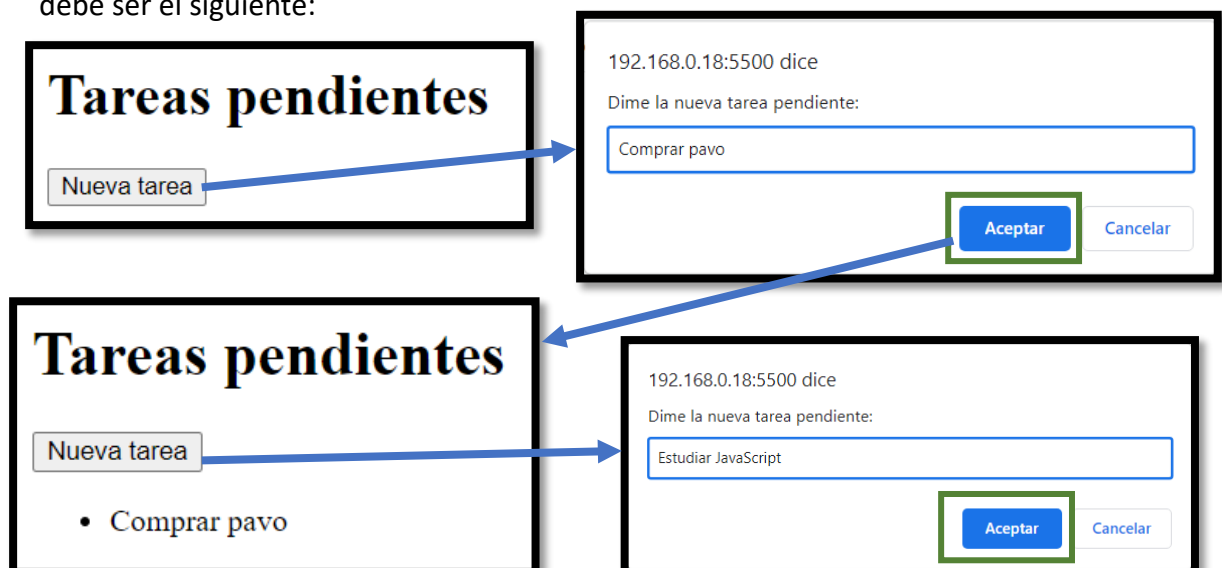 debe ser el siguiente:
Tareas pendientes
Nueva tarea
192.168.0.18:5500 dice
Dime la nueva tarea pendiente:
Comprar pavo
Aceptar Cancelar
Tareas pendientes
Nueva tarea
• Comprar pavo
192.168.0.18:5500 dice
Dime la nueva tarea pendiente:
Estudiar JavaScript
Aceptar Cancelar